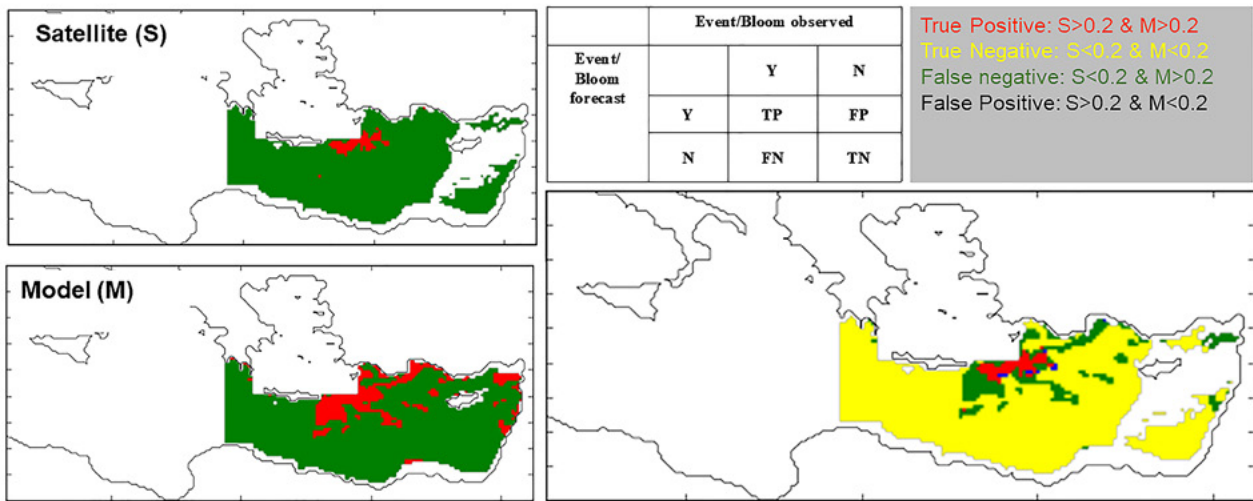 Satellite (S)
Model (M)
Event/Bloom observed
Event/
Bloom
forecast
Y N
Y TP FP
N FN TN
True Positive: S>0.2 & M>0.2
True Negative: S<0.2 & M<0.2
False negative: S<0.2 & M>0.2
False Positive: S>0.2 & M<0.2